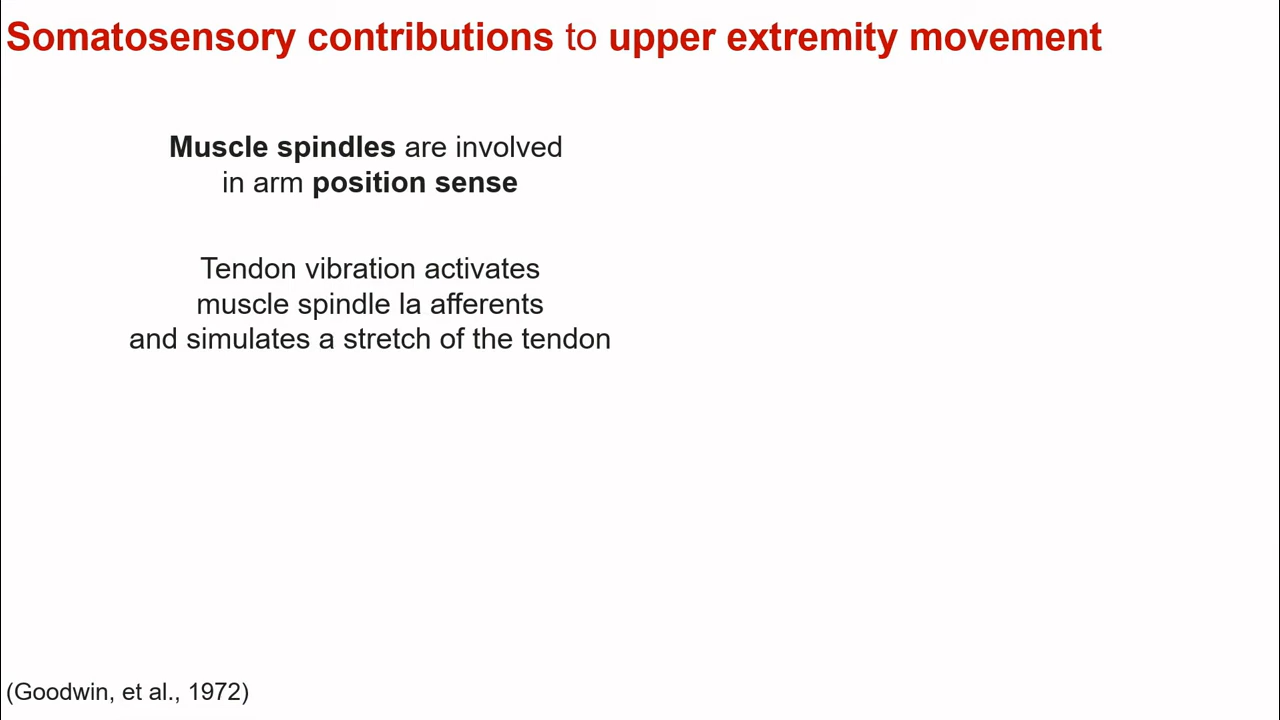 Somatosensory contributions to upper extremity movement
Muscle spindles are involved
in arm position sense
Tendon vibration activates
muscle spindle Ia afferents
and simulates a stretch of the tendon
(Goodwin, et al., 1972)